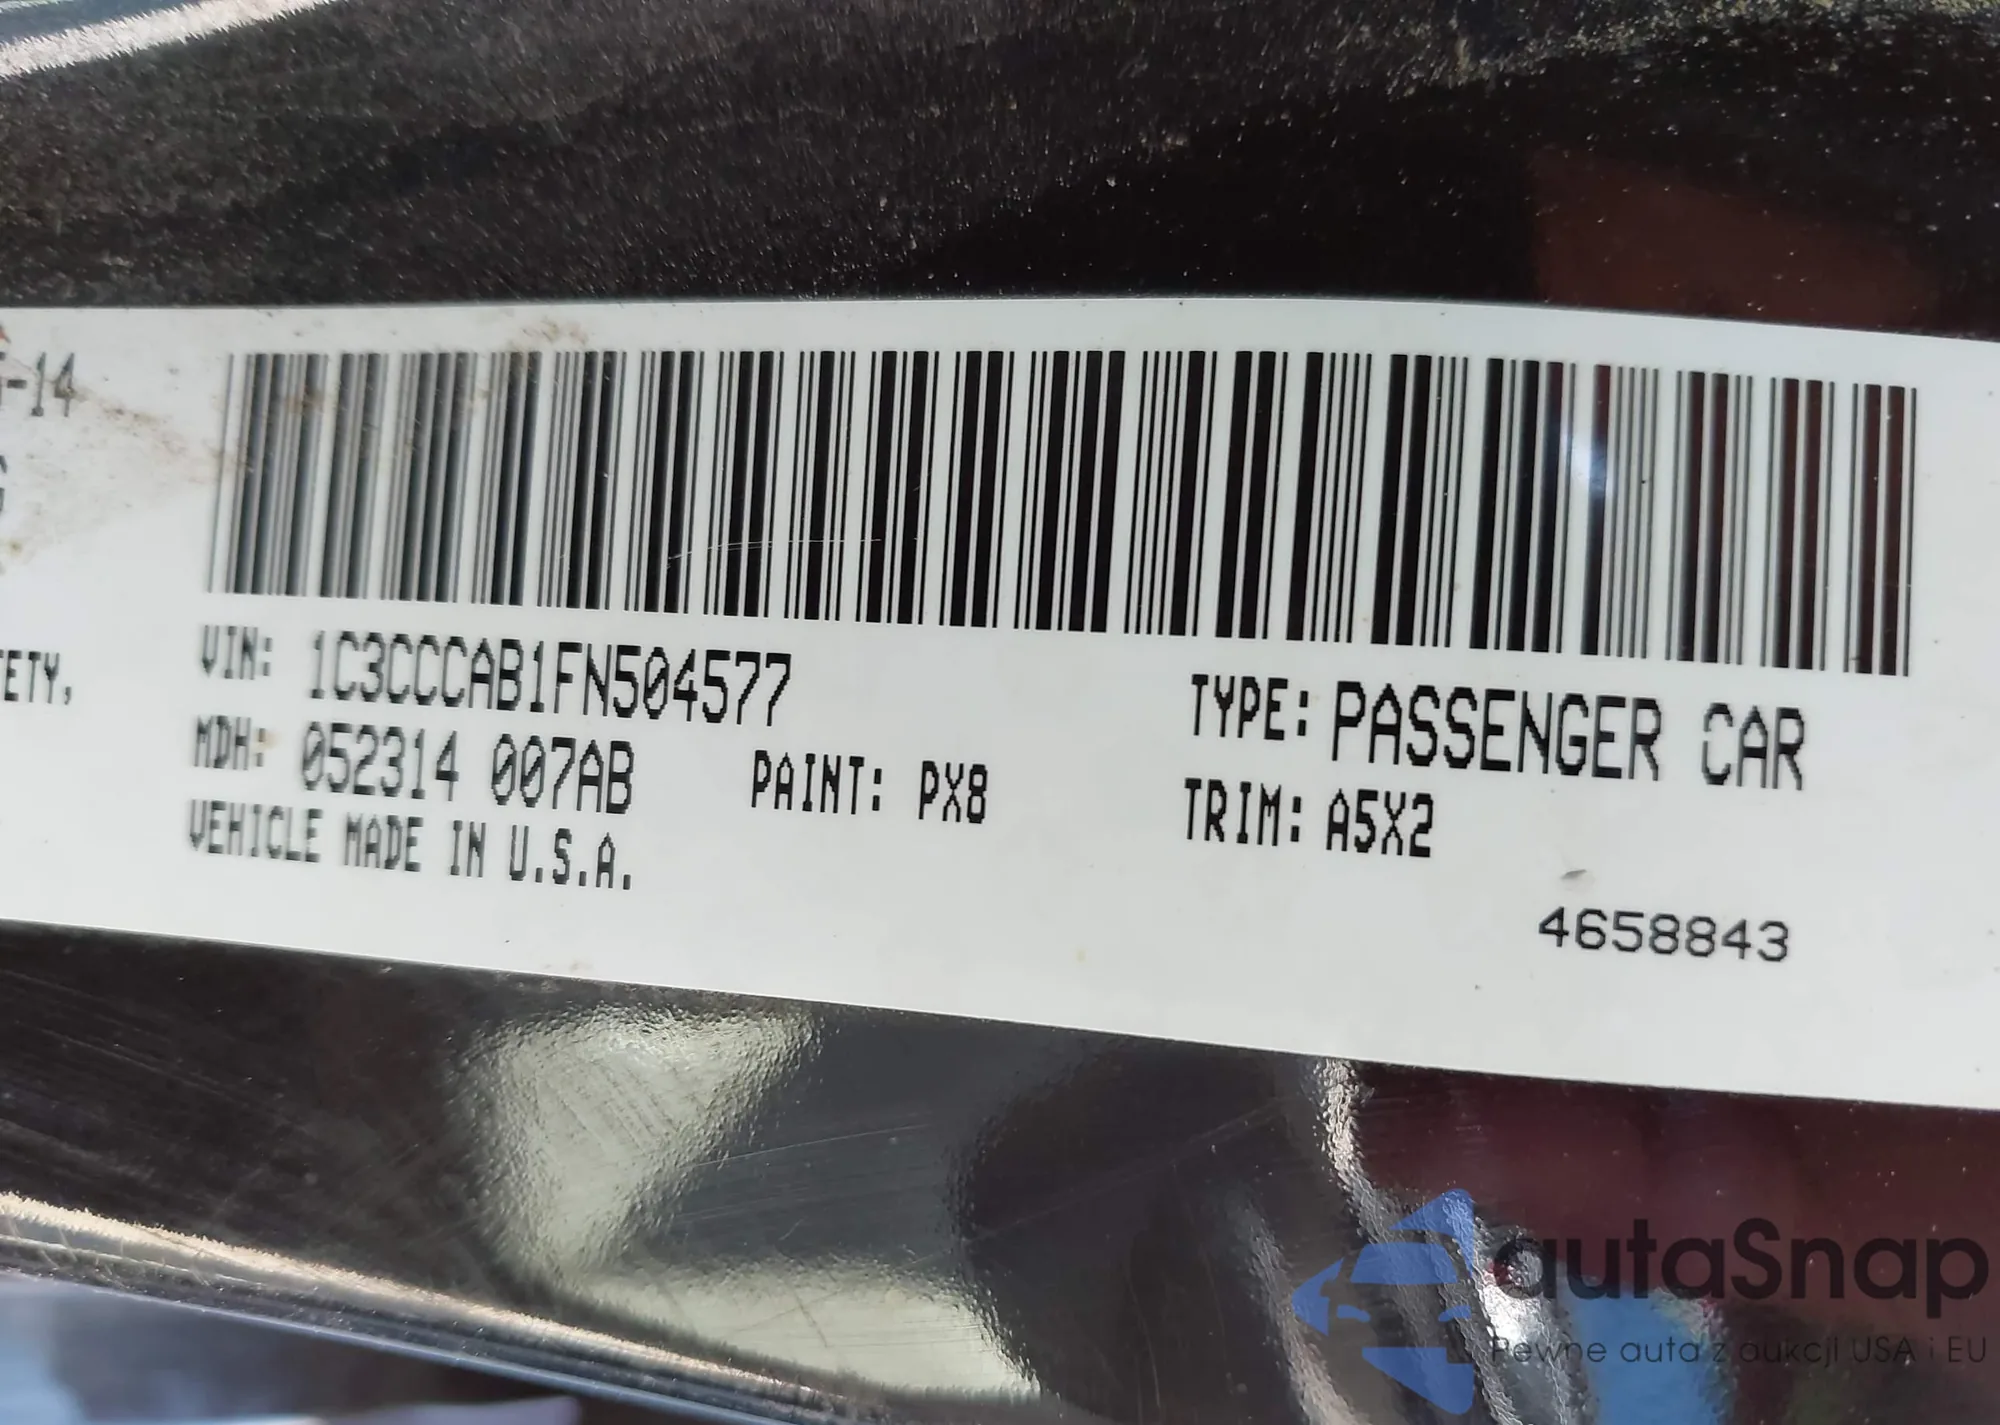 -14
ETY,
VIN: 1C3CCCAB1FN504577
TYPE: PASSENGER CAR
MDH: 052314 007AB
PAINT: PX8
TRIM: A5X2
VEHICLE MADE IN U.S.A.
4658843
autaSnap
Pewne auta z aukcji USA i EU